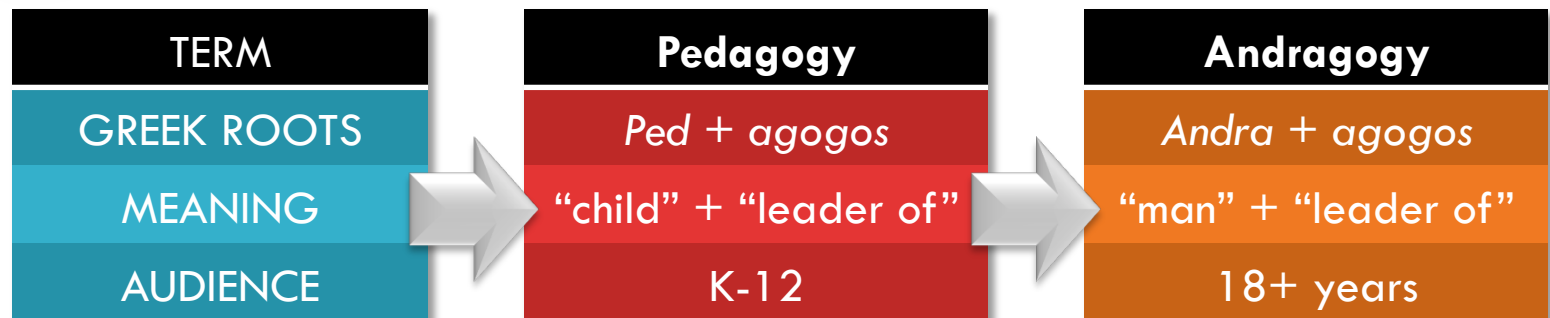 TERM
GREEK ROOTS
MEANING
AUDIENCE
Pedagogy
Ped + agogos
“child” + “leader of”
K-12
Andragogy
Andra + agogos
“man” + “leader of”
18+ years